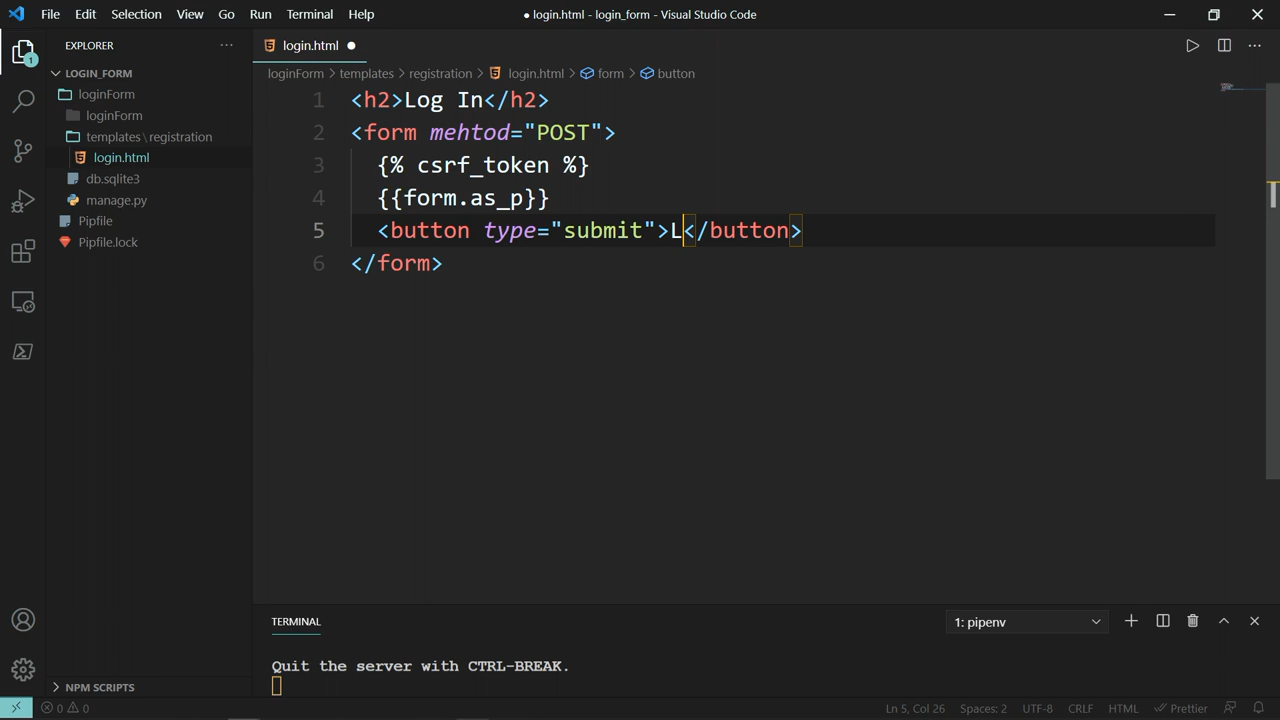 File Edit Selection View Go Run Terminal Help ● login.html - login_form - Visual Studio Code
EXPLORER ···
login.html ●
1
LOGIN_FORM
loginForm > templates > registration > login.html > form > button
loginForm
loginForm
templates\registration
login.html
db.sqlite3
manage.py
Pipfile
Pipfile.lock
1 <h2>Log In</h2>
2 <form mehtod="POST">
3 {% csrf_token %}
4 {{form.as_p}}
5 <button type="submit">L</button>
6 </form>
TERMINAL 1: pipenv
Quit the server with CTRL-BREAK.
NPM SCRIPTS
0 0 Ln 5, Col 26 Spaces: 2 UTF-8 CRLF HTML Prettier